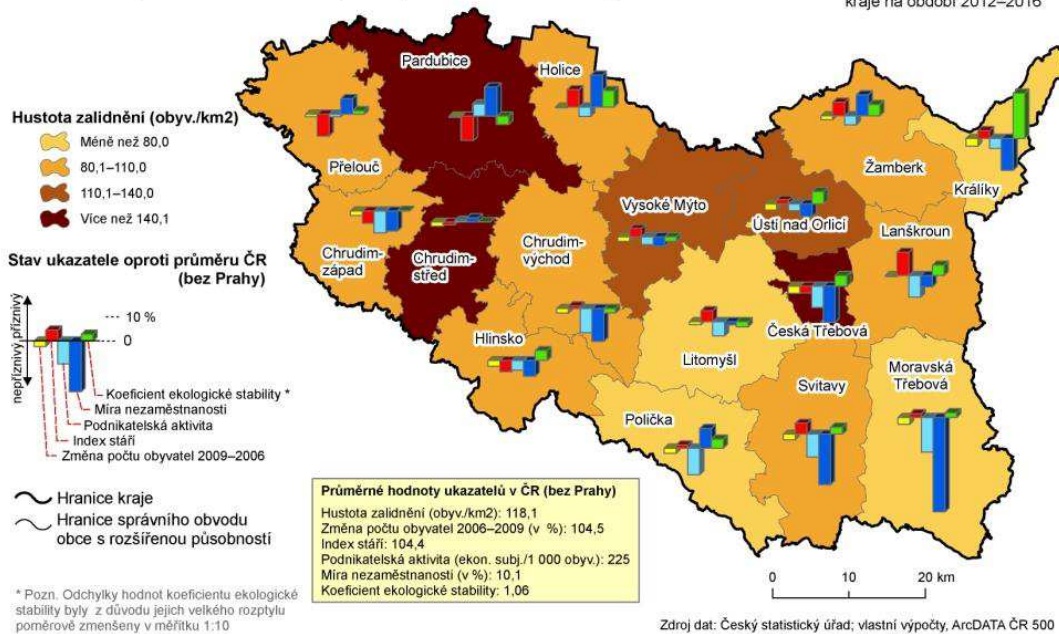 kraje na období 2012–2016
Hustota zalidnění (obyv./km2)
Méně než 80,0
80,1–110,0
110,1–140,0
Více než 140,1
Stav ukazatele oproti průměru ČR
(bez Prahy)
nepříznivý příznivý
10 %
0
Koeficient ekologické stability *
Míra nezaměstnanosti
Podnikatelská aktivita
Index stáří
Změna počtu obyvatel 2009–2006
Hranice kraje
Hranice správního obvodu
obce s rozšířenou působností
* Pozn. Odchylky hodnot koeficientu ekologické
stability byly z důvodu jejich velkého rozptylu
poměrově zmenšeny v měřítku 1:10
Pardubice
Holice
Přelouč
Žamberk
Králíky
Vysoké Mýto
Ústí nad Orlicí
Lanškroun
Chrudim-
západ
Chrudim-
střed
Chrudim-
východ
Česká Třebová
Hlinsko
Litomyšl
Moravská
Třebová
Svitavy
Polička
Průměrné hodnoty ukazatelů v ČR (bez Prahy)
Hustota zalidnění (obyv./km2): 118,1
Změna počtu obyvatel 2006–2009 (v %): 104,5
Index stáří: 104,4
Podnikatelská aktivita (ekon. subj./1 000 obyv.): 225
Míra nezaměstnanosti (v %): 10,1
Koeficient ekologické stability: 1,06
0 10 20 km
Zdroj dat: Český statistický úřad; vlastní výpočty, ArcDATA ČR 500